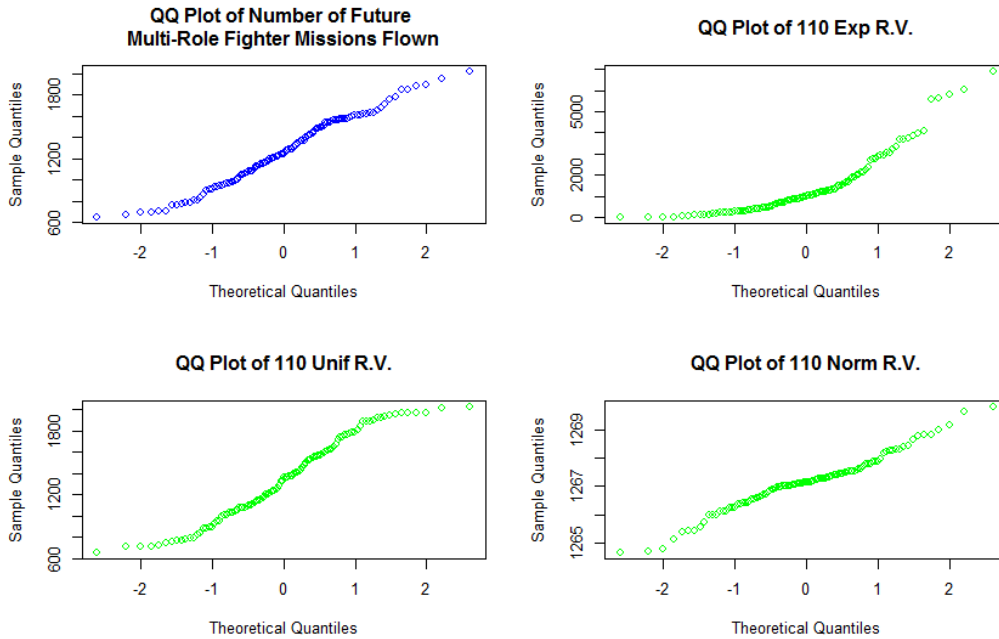 QQ Plot of Number of Future
Multi-Role Fighter Missions Flown
Sample Quantiles
600
1200
1800
-2
-1
0
1
2
Theoretical Quantiles
QQ Plot of 110 Exp R.V.
Sample Quantiles
0
2000
5000
-2
-1
0
1
2
Theoretical Quantiles
QQ Plot of 110 Unif R.V.
Sample Quantiles
600
1200
1800
-2
-1
0
1
2
Theoretical Quantiles
QQ Plot of 110 Norm R.V.
Sample Quantiles
1265
1267
1269
-2
-1
0
1
2
Theoretical Quantiles